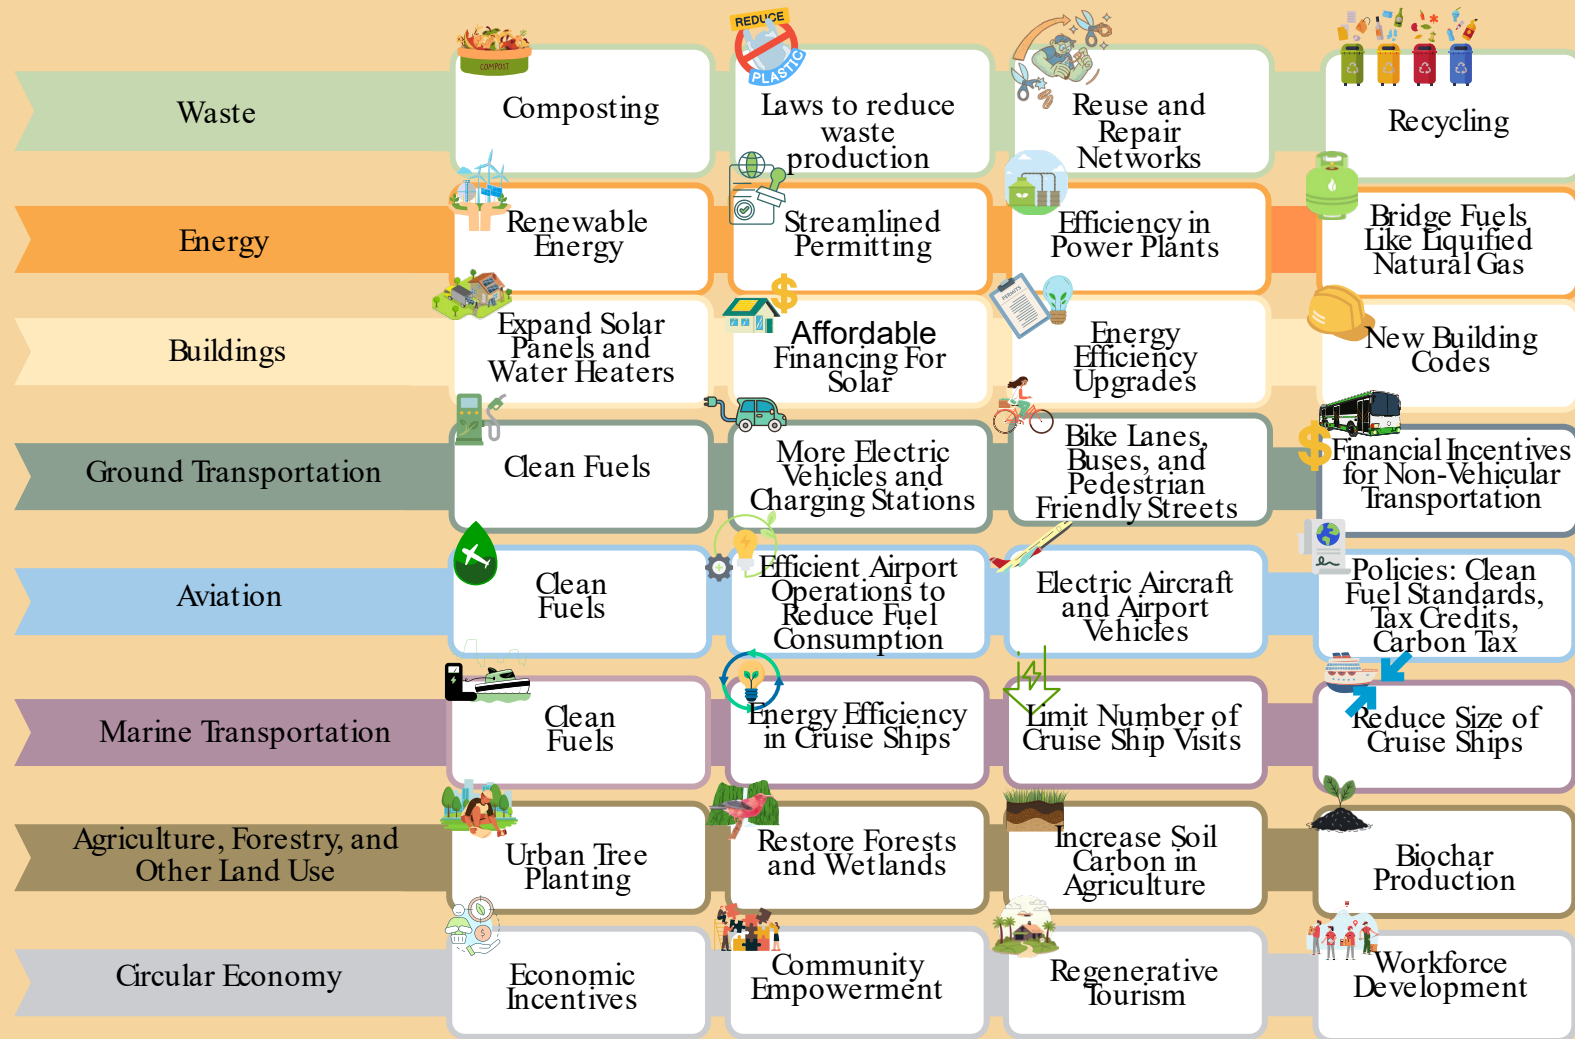 REDUCE
PLASTIC
COMPOST
Waste
Composting
Laws to reduce
waste
production
Reuse and
Repair
Networks
Recycling
Energy
Renewable
Energy
Streamlined
Permitting
Efficiency in
Power Plants
Bridge Fuels
Like Liquified
Natural Gas
Buildings
Expand Solar
Panels and
Water Heaters
Affordable
Financing For
Solar
PERMITS
Energy
Efficiency
Upgrades
New Building
Codes
Ground Transportation
Clean Fuels
More Electric
Vehicles and
Charging Stations
Bike Lanes,
Buses, and
Pedestrian
Friendly Streets
Financial Incentives
for Non-Vehicular
Transportation
Aviation
Clean
Fuels
Efficient Airport
Operations to
Reduce Fuel
Consumption
Electric Aircraft
and Airport
Vehicles
Policies: Clean
Fuel Standards,
Tax Credits,
Carbon Tax
Marine Transportation
Clean
Fuels
Energy Efficiency
in Cruise Ships
Limit Number of
Cruise Ship Visits
Reduce Size of
Cruise Ships
Agriculture, Forestry, and
Other Land Use
Urban Tree
Planting
Restore Forests
and Wetlands
Increase Soil
Carbon in
Agriculture
Biochar
Production
Circular Economy
Economic
Incentives
Community
Empowerment
Regenerative
Tourism
Workforce
Development